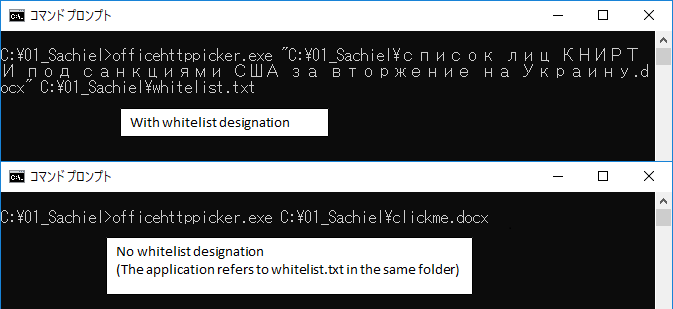 コマンドプロンプト
C:¥01_Sachiel>officehttppicker.exe "C:¥01_Sachiel¥список лиц КНИРТ
И под санкциями США за вторжение на Украину.d
ocx" C:¥01_Sachiel¥whitelist.txt
With whitelist designation
コマンドプロンプト
C:¥01_Sachiel>officehttppicker.exe C:¥01_Sachiel¥clickme.docx
No whitelist designation
(The application refers to whitelist.txt in the same folder)